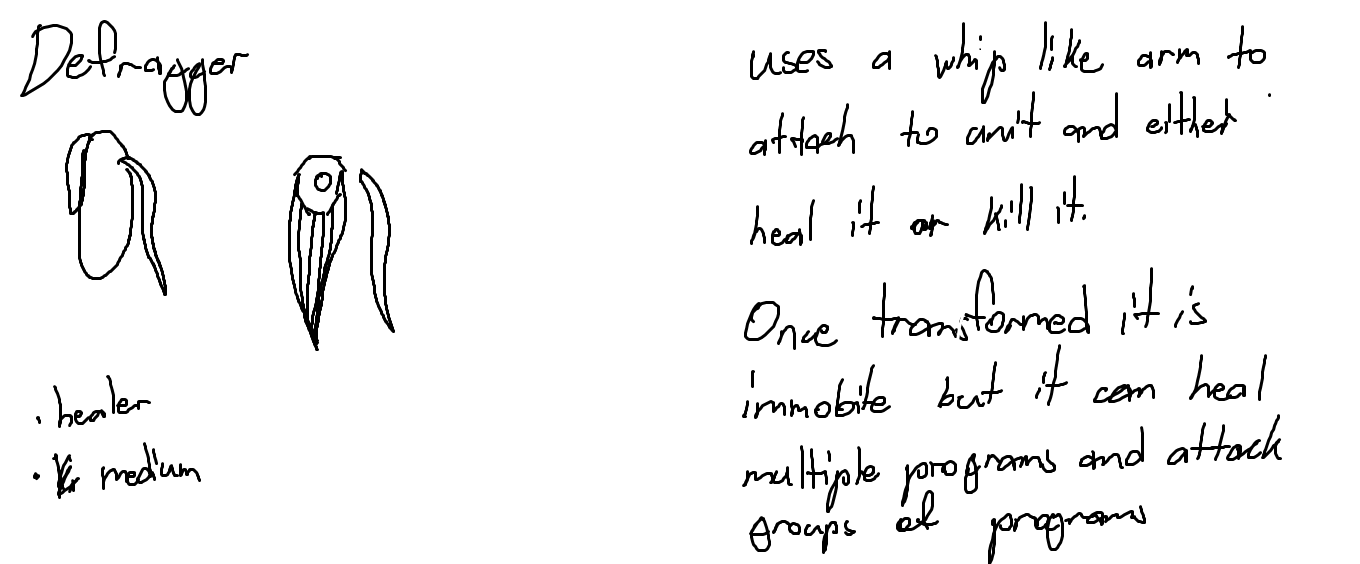 Defragger
· healer
· medium
uses a whip like arm to
attach to unit and either
heal it or kill it.
Once transformed it is
immobile but it can heal
multiple programs and attack
groups of programs